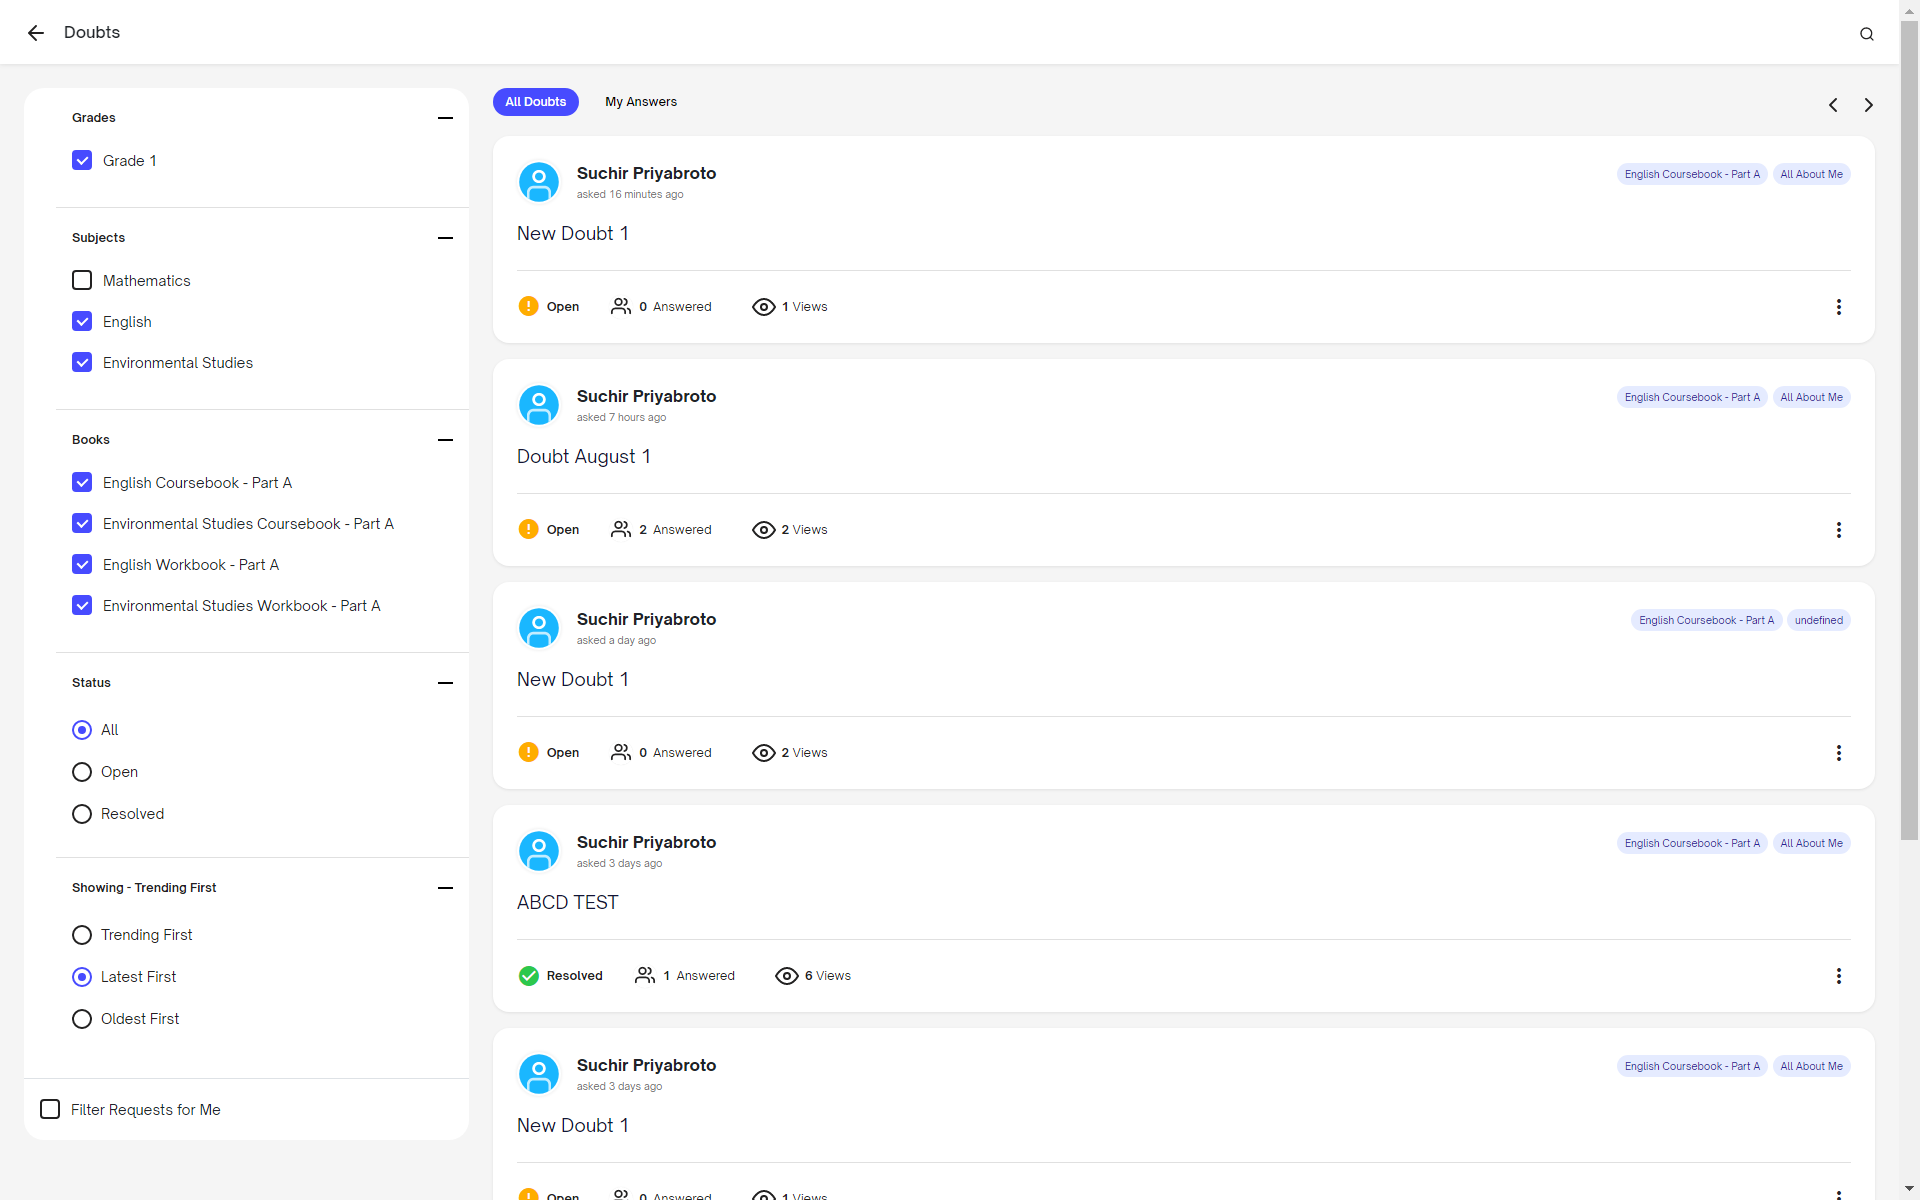 Doubts
Grades
Grade 1
Subjects
Mathematics
English
Environmental Studies
Books
English Coursebook - Part A
Environmental Studies Coursebook - Part A
English Workbook - Part A
Environmental Studies Workbook - Part A
Status
All
Open
Resolved
Showing - Trending First
Trending First
Latest First
Oldest First
Filter Requests for Me
All Doubts My Answers
Suchir Priyabroto
asked 16 minutes ago
English Coursebook - Part A All About Me
New Doubt 1
Open 0 Answered 1 Views
Suchir Priyabroto
asked 7 hours ago
English Coursebook - Part A All About Me
Doubt August 1
Open 2 Answered 2 Views
Suchir Priyabroto
asked a day ago
English Coursebook - Part A undefined
New Doubt 1
Open 0 Answered 2 Views
Suchir Priyabroto
asked 3 days ago
English Coursebook - Part A All About Me
ABCD TEST
Resolved 1 Answered 6 Views
Suchir Priyabroto
asked 3 days ago
English Coursebook - Part A All About Me
New Doubt 1
Open 0 Answered 1 Views